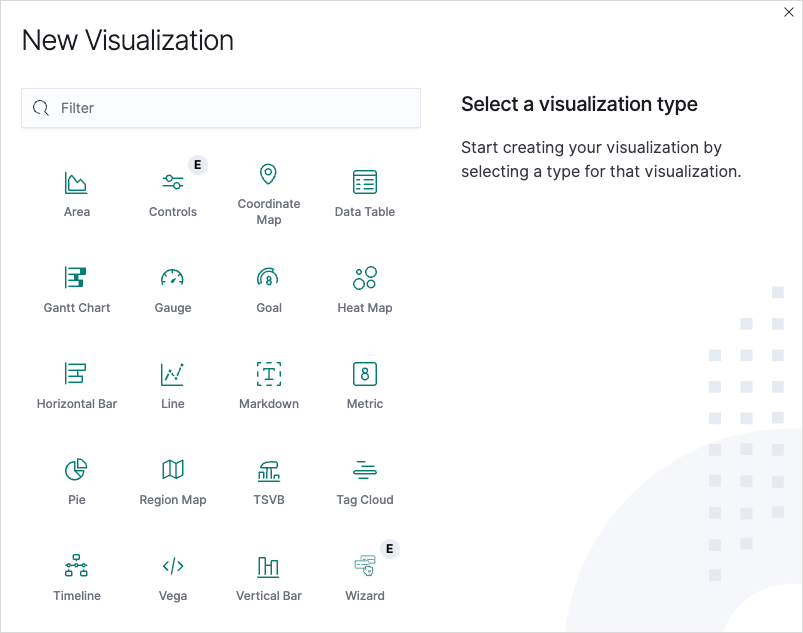 New Visualization
Filter
Select a visualization type
Start creating your visualization by
selecting a type for that visualization.
E
Area
Controls
Coordinate
Map
Data Table
Gantt Chart
Gauge
8
Goal
Heat Map
Horizontal Bar
Line
T
Markdown
8
Metric
Pie
Region Map
TSVB
Tag Cloud
E
Timeline
</>
Vega
Vertical Bar
Wizard